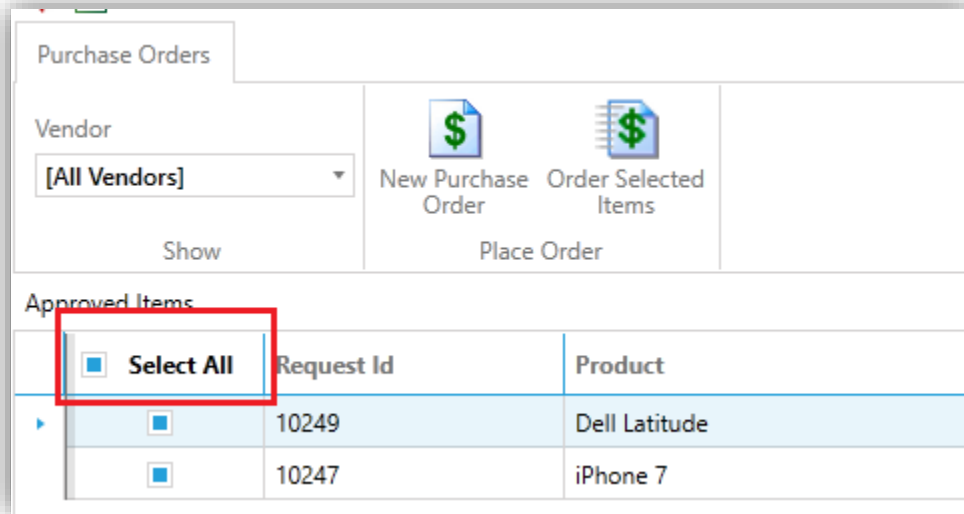 Purchase Orders
Vendor
[All Vendors]
Show
New Purchase
Order
Order Selected
Items
Place Order
Approved Items
Select All Request Id Product
10249 Dell Latitude
10247 iPhone 7